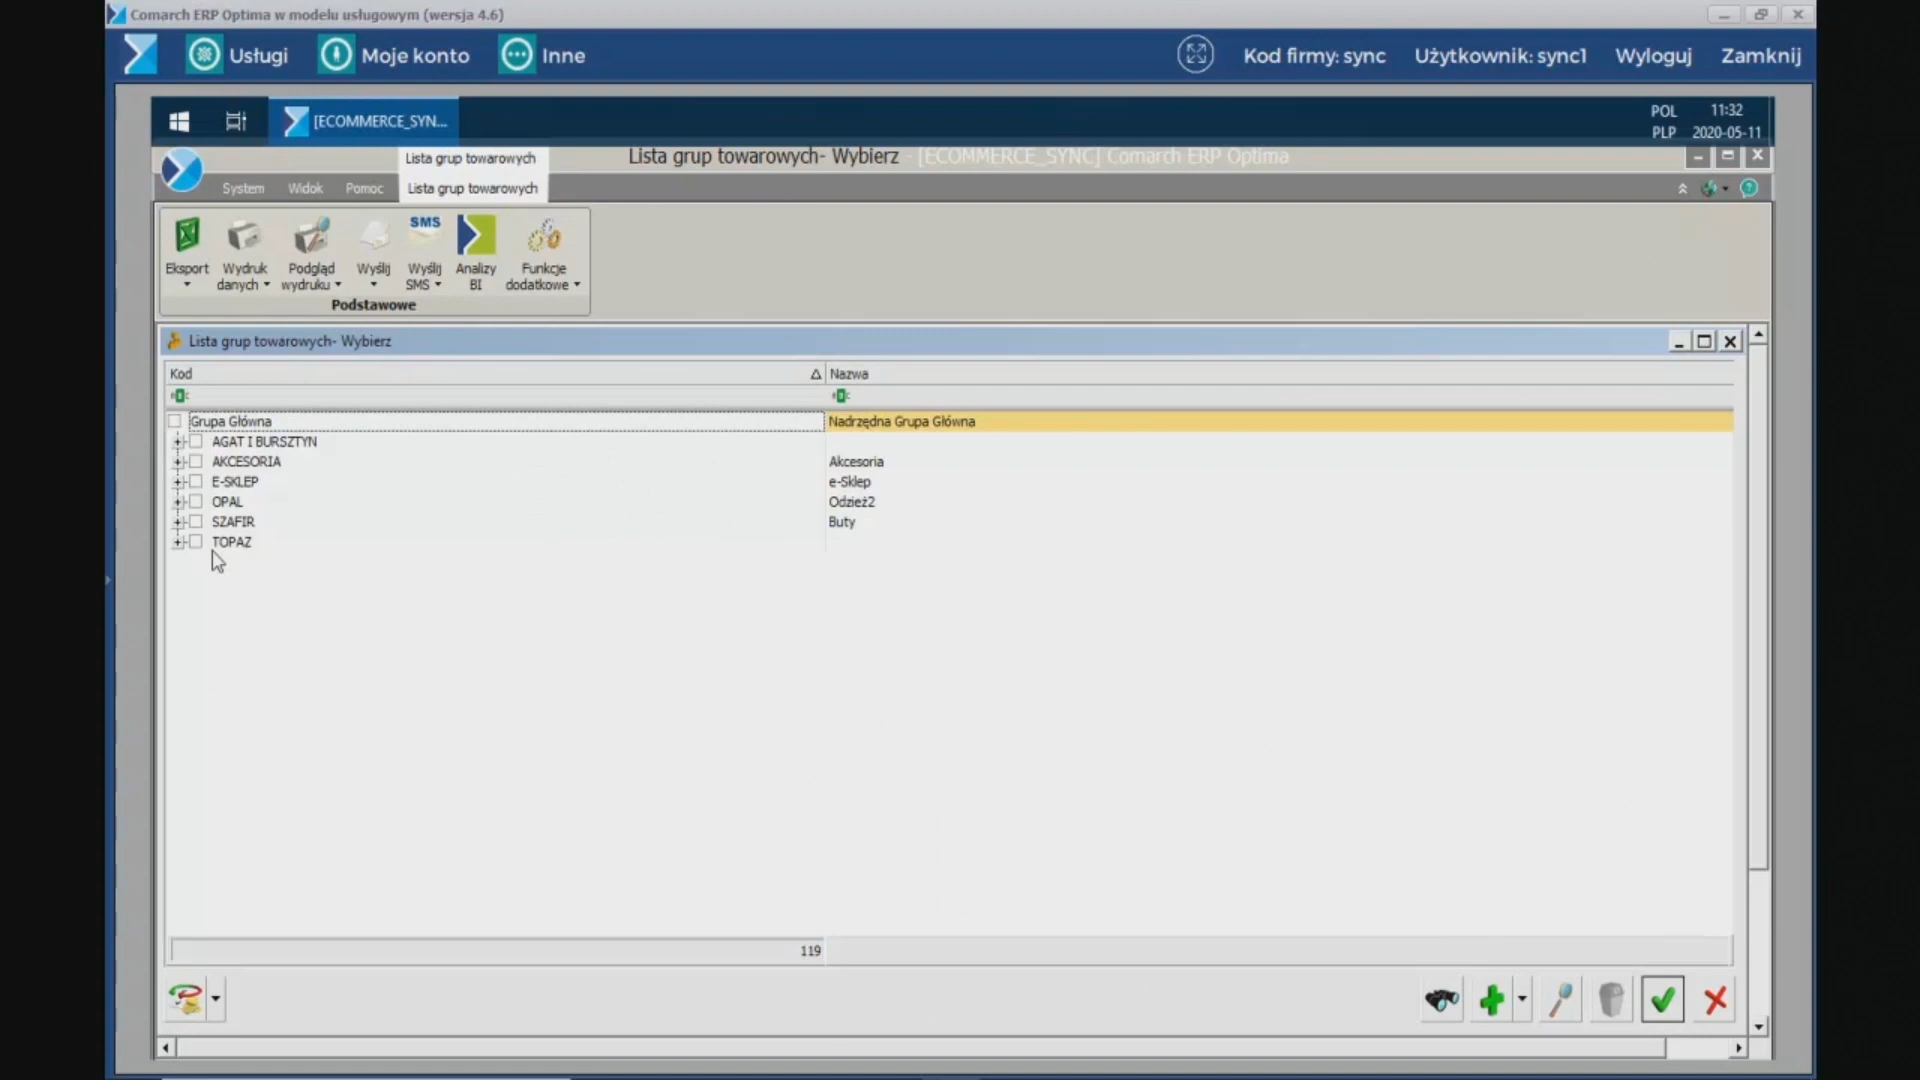 Comarch ERP Optima w modelu usługowym (wersja 4.6)
Usługi Moje konto Inne Kod firmy: sync Użytkownik: sync1 Wyloguj Zamknij
[ECOMMERCE_SYN... POL 11:32
PLP 2020-05-11
Lista grup towarowych Lista grup towarowych- Wybierz - [ECOMMERCE_SYNC] Comarch ERP Optima
System Widok Pomoc Lista grup towarowych
SMS
Eksport Wydruk danych Podgląd wydruku Wyślij Wyślij SMS Analizy BI Funkcje dodatkowe
Podstawowe
Lista grup towarowych- Wybierz
Kod Nazwa
Grupa Główna Nadrzędna Grupa Główna
AGAT I BURSZTYN
AKCESORIA Akcesoria
E-SKLEP e-Sklep
OPAL Odzież2
SZAFIR Buty
TOPAZ
119